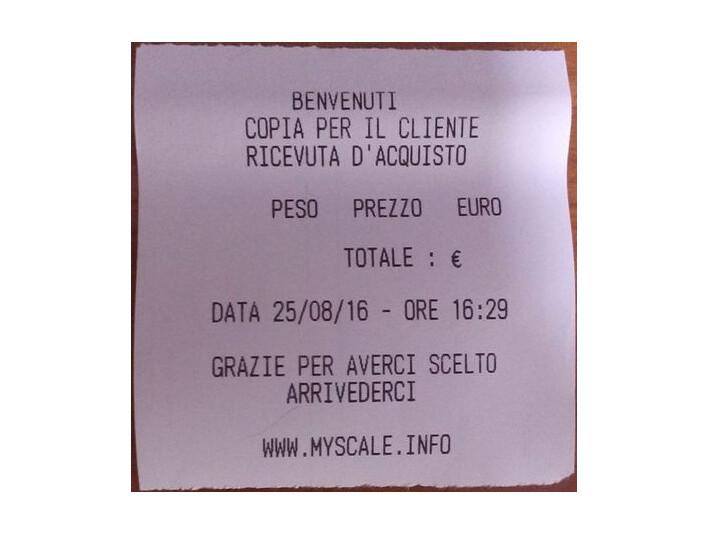 BENVENUTI
COPIA PER IL CLIENTE
RICEVUTA D'ACQUISTO
PESO PREZZO EURO
TOTALE : €
DATA 25/08/16 - ORE 16:29
GRAZIE PER AVERCI SCELTO
ARRIVEDERCI
WWW.MYSCALE.INFO